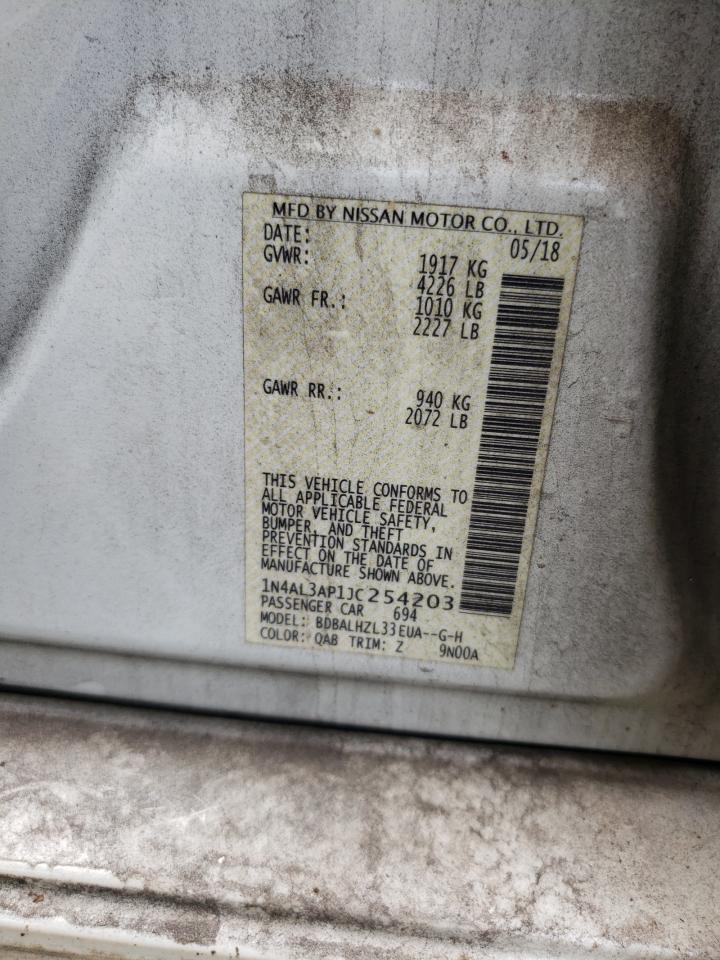 MFD BY NISSAN MOTOR CO., LTD.
DATE: 05/18
GVWR: 1917 KG
4226 LB
GAWR FR.: 1010 KG
2227 LB
GAWR RR.: 940 KG
2072 LB
THIS VEHICLE CONFORMS TO
ALL APPLICABLE FEDERAL
MOTOR VEHICLE SAFETY,
BUMPER, AND THEFT
PREVENTION STANDARDS IN
EFFECT ON THE DATE OF
MANUFACTURE SHOWN ABOVE.
1N4AL3AP1JC254203
PASSENGER CAR 694
MODEL: BDBALHZL33EUA--G-H
COLOR: QAB TRIM: Z 9N00A